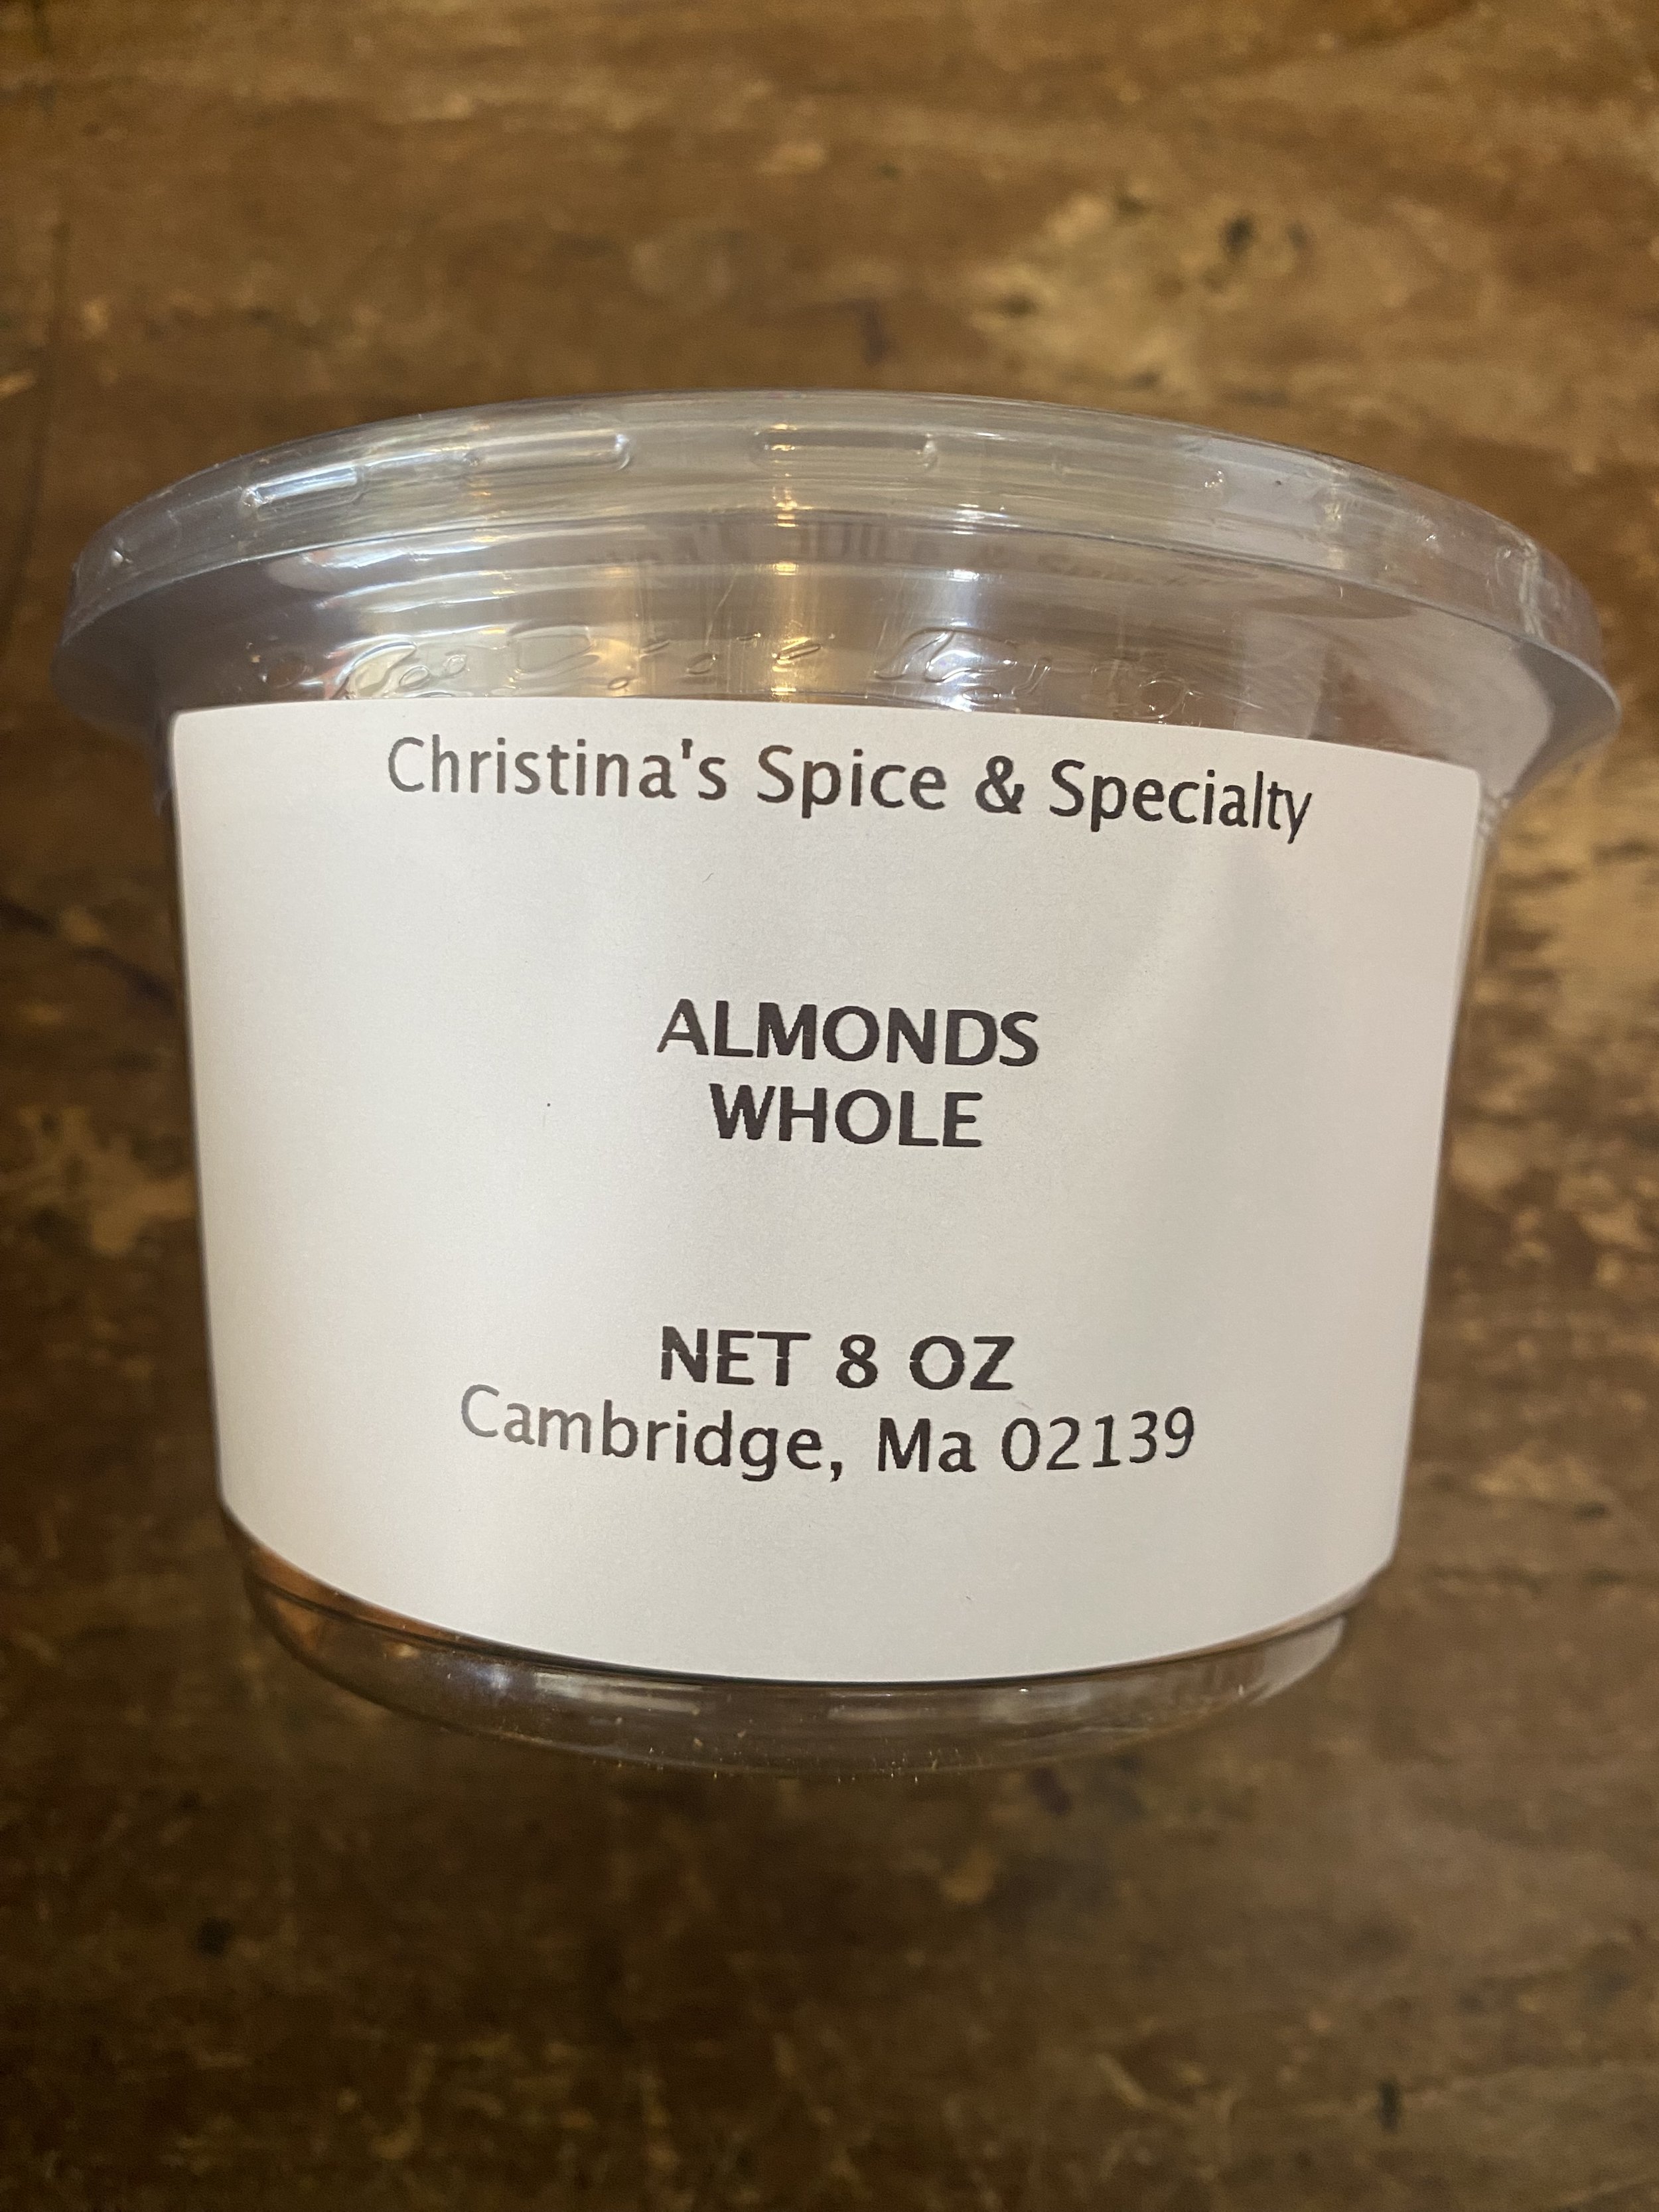 Christina's Spice & Specialty
ALMONDS
WHOLE
NET 8 OZ
Cambridge, Ma 02139